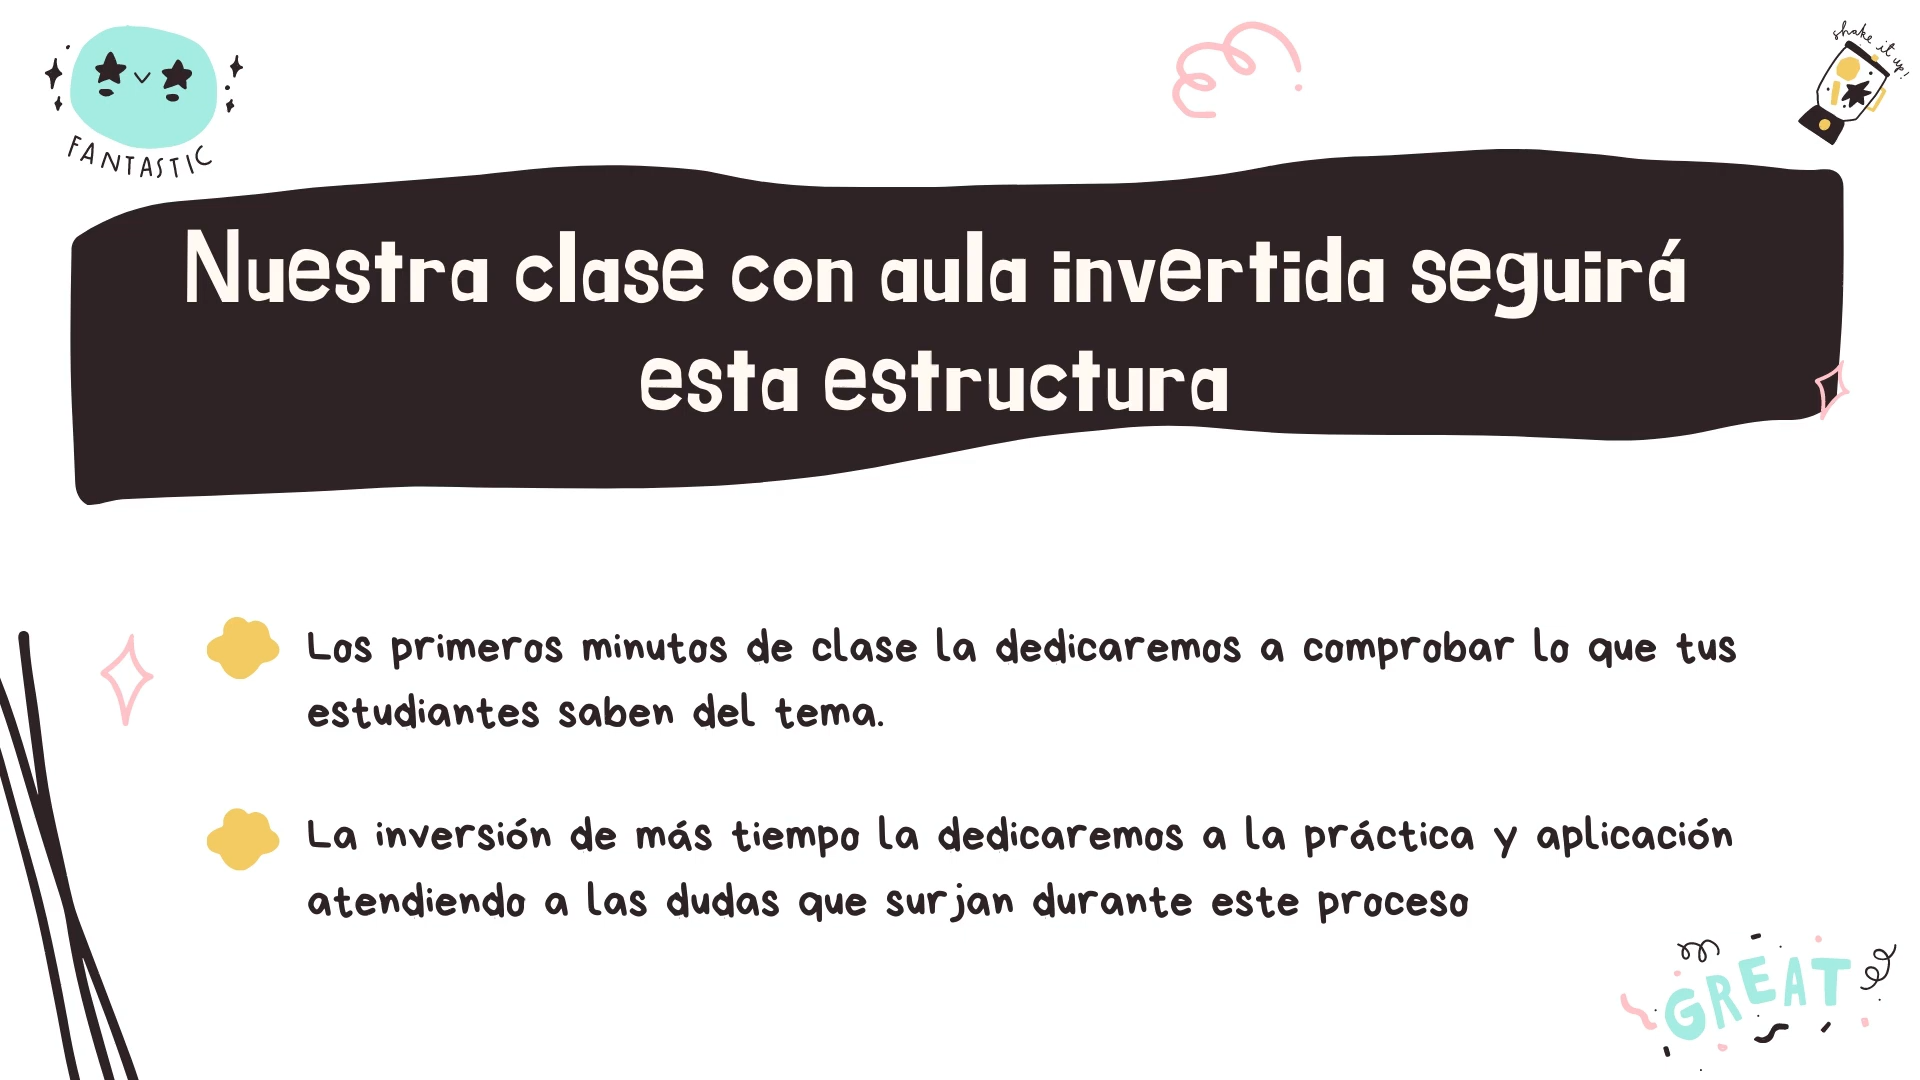 FANTASTIC
shake it up!
Nuestra clase con aula invertida seguirá
esta estructura
Los primeros minutos de clase la dedicaremos a comprobar lo que tus
estudiantes saben del tema.
La inversión de más tiempo la dedicaremos a la práctica y aplicación
atendiendo a las dudas que surjan durante este proceso
GREAT